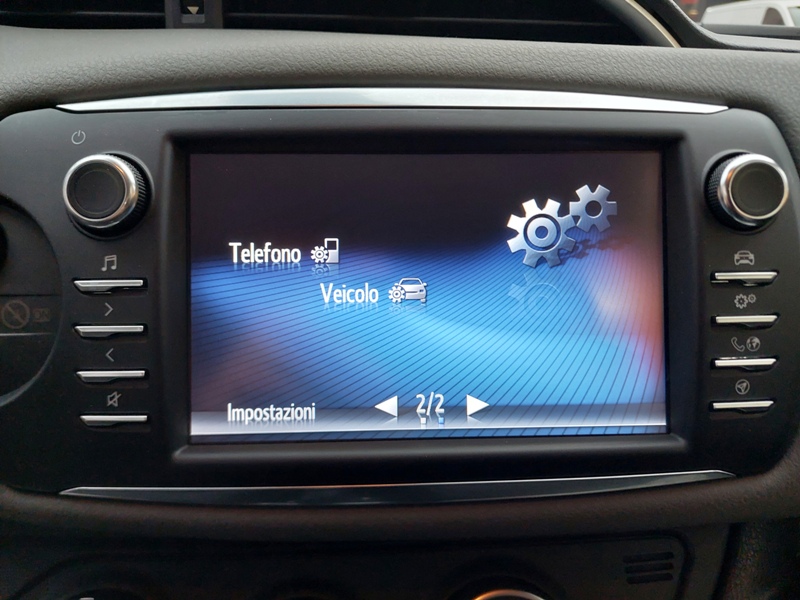 Telefono
Veicolo
Impostazioni
2/2